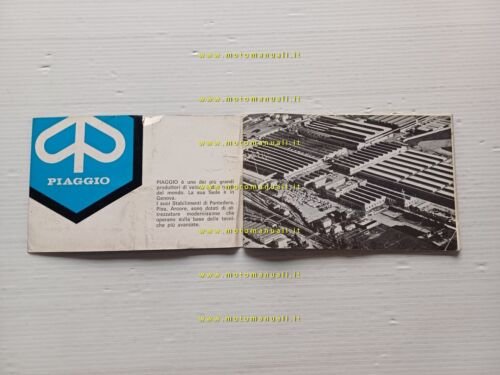 www.motomanuali.it
www.motomanuali.it
PIAGGIO
PIAGGIO è uno dei più grandi
produttori di
del mondo. La sua Sede è in
Genova.
I suoi Stabilimenti di Pontedera,
Pisa, Arcore, sono dotati di at-
trezzature modernissime che
operano sulla base delle tecni-
che più avanzate.
www.motomanuali.it
www.motomanuali.it
www.motomanuali.it